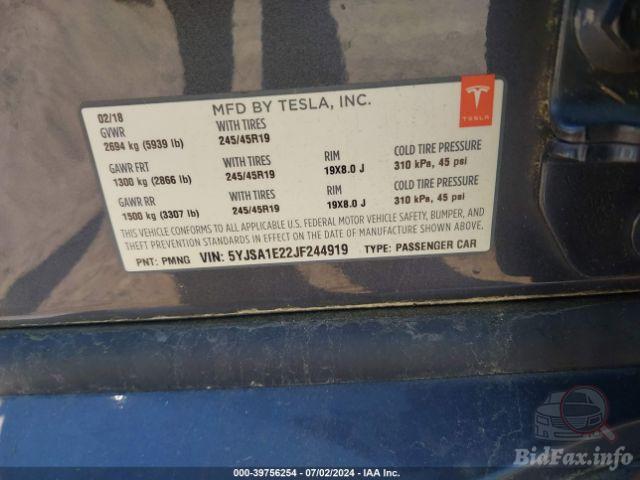 MFD BY TESLA, INC.
TESLA
02/18
GVWR WITH TIRES
2694 kg (5939 lb) 245/45R19
GAWR FRT WITH TIRES RIM COLD TIRE PRESSURE
1300 kg (2866 lb) 245/45R19 19X8.0 J 310 kPa, 45 psi
GAWR RR WITH TIRES RIM COLD TIRE PRESSURE
1500 kg (3307 lb) 245/45R19 19X8.0 J 310 kPa, 45 psi
THIS VEHICLE CONFORMS TO ALL APPLICABLE U.S. FEDERAL MOTOR VEHICLE SAFETY, BUMPER, AND
THEFT PREVENTION STANDARDS IN EFFECT ON THE DATE OF MANUFACTURE SHOWN ABOVE.
PNT: PMNG VIN: 5YJSA1E22JF244919 TYPE: PASSENGER CAR
BidFax.info
000-39756254 - 07/02/2024 - IAA Inc.